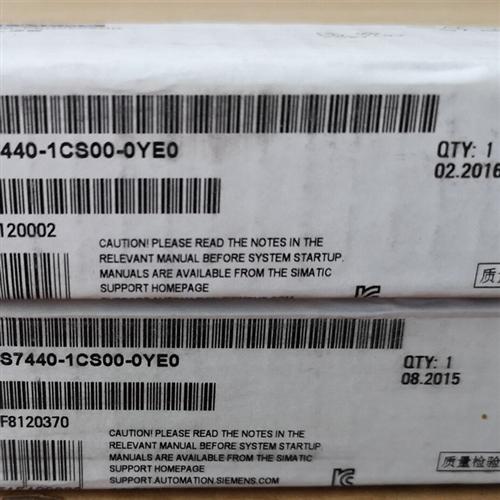 440-1CS00-0YE0
QTY: 1
02.2016
120002
CAUTION! PLEASE READ THE NOTES IN THE
RELEVANT MANUAL BEFORE SYSTEM STARTUP.
MANUALS ARE AVAILABLE FROM THE SIMATIC
SUPPORT HOMEPAGE
质量
S7440-1CS00-0YE0
QTY: 1
08.2015
F8120370
CAUTION! PLEASE READ THE NOTES IN THE
RELEVANT MANUAL BEFORE SYSTEM STARTUP.
MANUALS ARE AVAILABLE FROM THE SIMATIC
SUPPORT HOMEPAGE
SUPPORT.AUTOMATION.SIEMENS.COM
质量检验